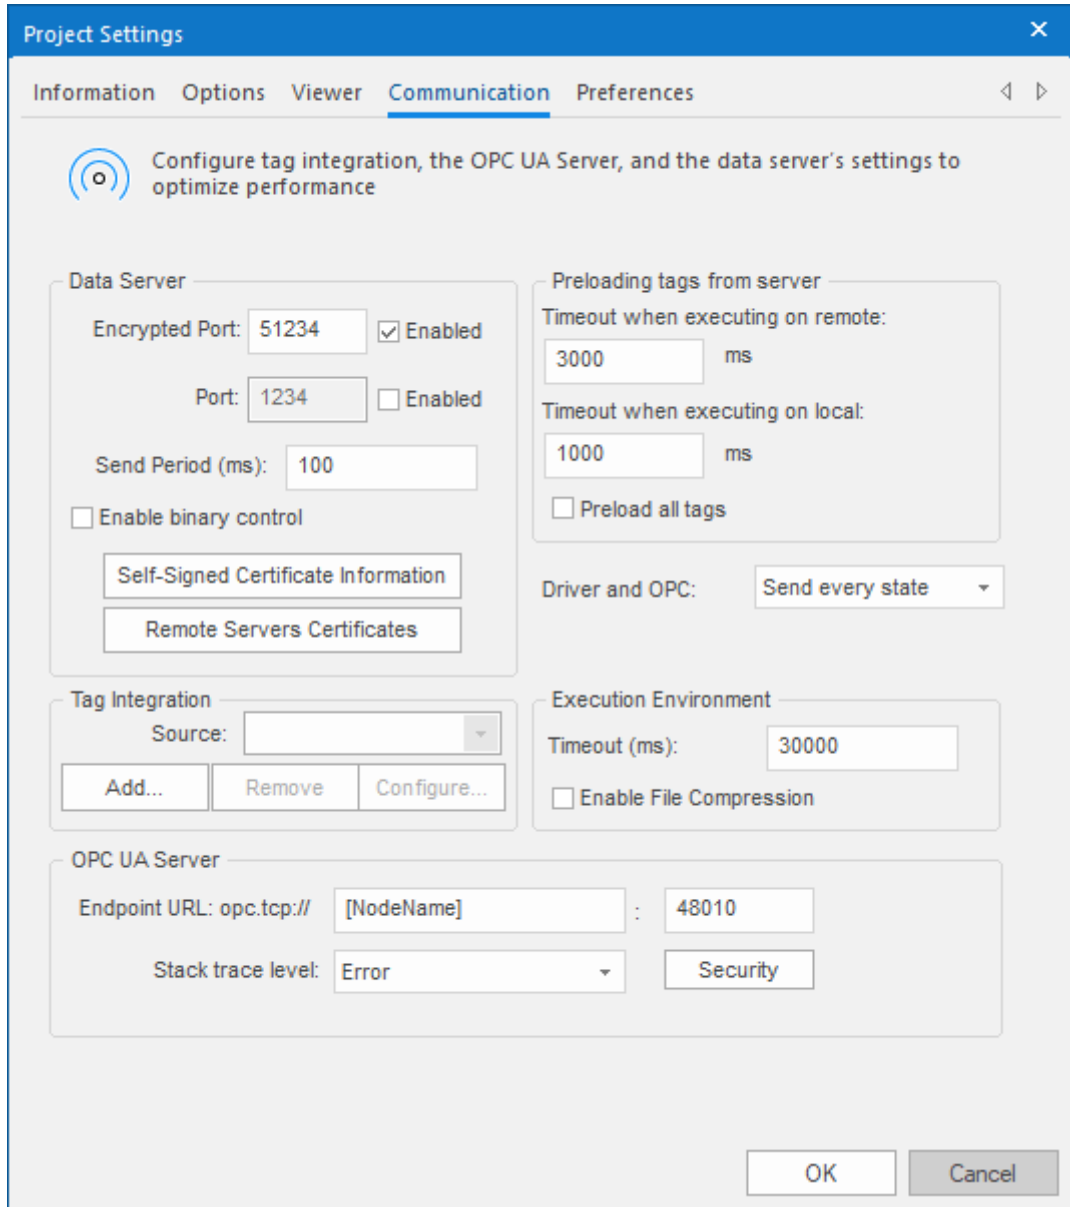 Project Settings
Information Options Viewer Communication Preferences
Configure tag integration, the OPC UA Server, and the data server's settings to
optimize performance
Data Server
Encrypted Port: 51234 Enabled
Port: 1234 Enabled
Send Period (ms): 100
Enable binary control
Self-Signed Certificate Information
Remote Servers Certificates
Preloading tags from server
Timeout when executing on remote:
3000 ms
Timeout when executing on local:
1000 ms
Preload all tags
Driver and OPC: Send every state
Tag Integration
Source:
Add... Remove Configure...
Execution Environment
Timeout (ms): 30000
Enable File Compression
OPC UA Server
Endpoint URL: opc.tcp:// [NodeName] : 48010
Stack trace level: Error Security
OK Cancel